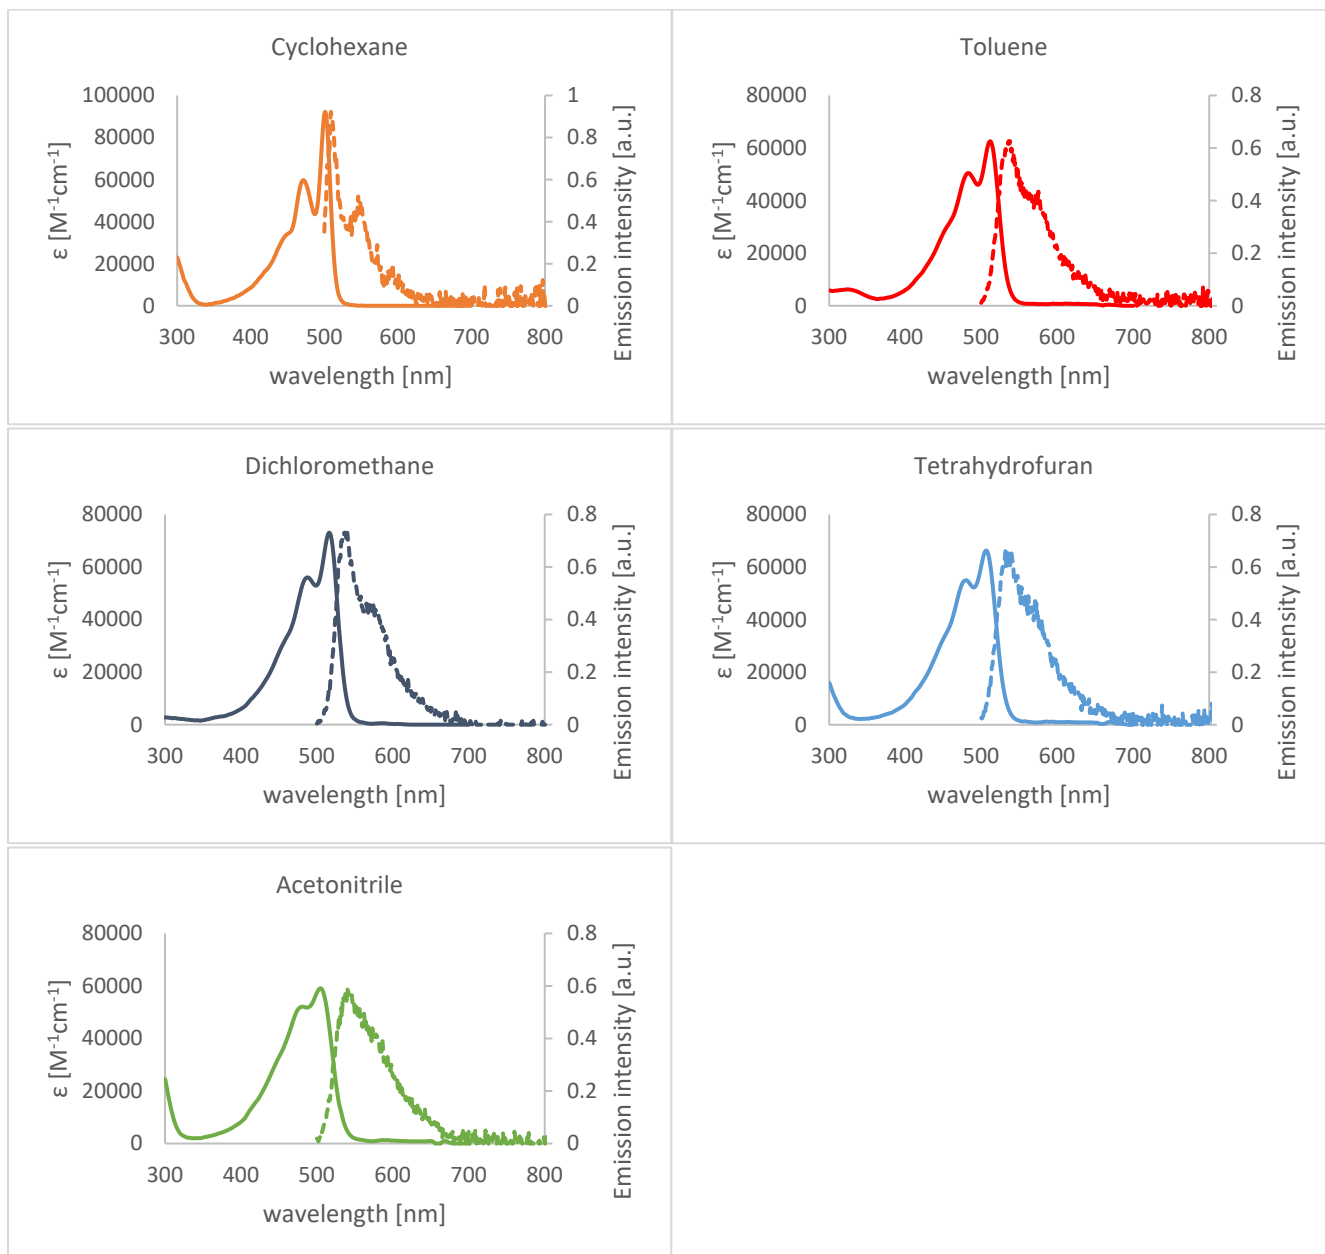 Cyclohexane
100000
80000
60000
40000
20000
0
ε [M-1cm-1]
1
0.8
0.6
0.4
0.2
0
Emission intensity [a.u.]
300 400 500 600 700 800
wavelength [nm]
Toluene
80000
60000
40000
20000
0
ε [M-1cm-1]
0.8
0.6
0.4
0.2
0
Emission intensity [a.u.]
300 400 500 600 700 800
wavelength [nm]
Dichloromethane
80000
60000
40000
20000
0
ε [M-1cm-1]
0.8
0.6
0.4
0.2
0
Emission intensity [a.u.]
300 400 500 600 700 800
wavelength [nm]
Tetrahydrofuran
80000
60000
40000
20000
0
ε [M-1cm-1]
0.8
0.6
0.4
0.2
0
Emission intensity [a.u.]
300 400 500 600 700 800
wavelength [nm]
Acetonitrile
80000
60000
40000
20000
0
ε [M-1cm-1]
0.8
0.6
0.4
0.2
0
Emission intensity [a.u.]
300 400 500 600 700 800
wavelength [nm]